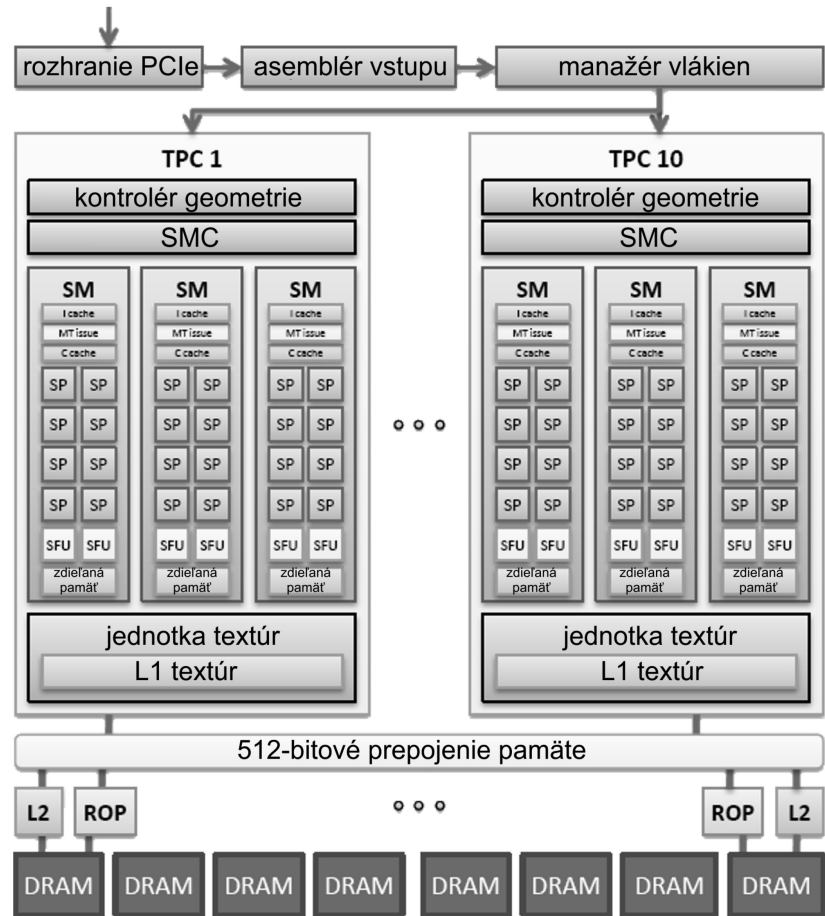 rozhranie PCIe
asemblér vstupu
manažér vlákien
TPC 1
kontrolér geometrie
SMC
SM SM SM
I cache I cache I cache
MT issue MT issue MT issue
C cache C cache C cache
SP SP SP SP SP SP
SP SP SP SP SP SP
SP SP SP SP SP SP
SP SP SP SP SP SP
SFU SFU SFU SFU SFU SFU
zdieľaná zdieľaná zdieľaná
pamäť pamäť pamäť
jednotka textúr
L1 textúr
TPC 10
kontrolér geometrie
SMC
SM SM SM
I cache I cache I cache
MT issue MT issue MT issue
C cache C cache C cache
SP SP SP SP SP SP
SP SP SP SP SP SP
SP SP SP SP SP SP
SP SP SP SP SP SP
SFU SFU SFU SFU SFU SFU
zdieľaná zdieľaná zdieľaná
pamäť pamäť pamäť
jednotka textúr
L1 textúr
512-bitové prepojenie pamäte
L2 ROP ROP L2
DRAM DRAM DRAM DRAM DRAM DRAM DRAM DRAM